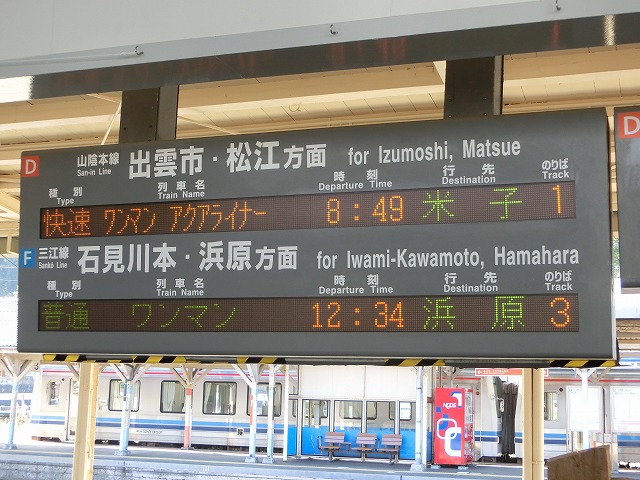 D 山陰本線 San-in Line 出雲市・松江方面 for Izumoshi, Matsue
種別 列車名 時刻 行先 のりば
Type Train Name Departure Time Destination Track
快速 ワンマン アクアライナー 8:49 米子 1
F 三江線 Sankō Line 石見川本・浜原方面 for Iwami-Kawamoto, Hamahara
種別 列車名 時刻 行先 のりば
Type Train Name Departure Time Destination Track
普通 ワンマン 12:34 浜原 3
D